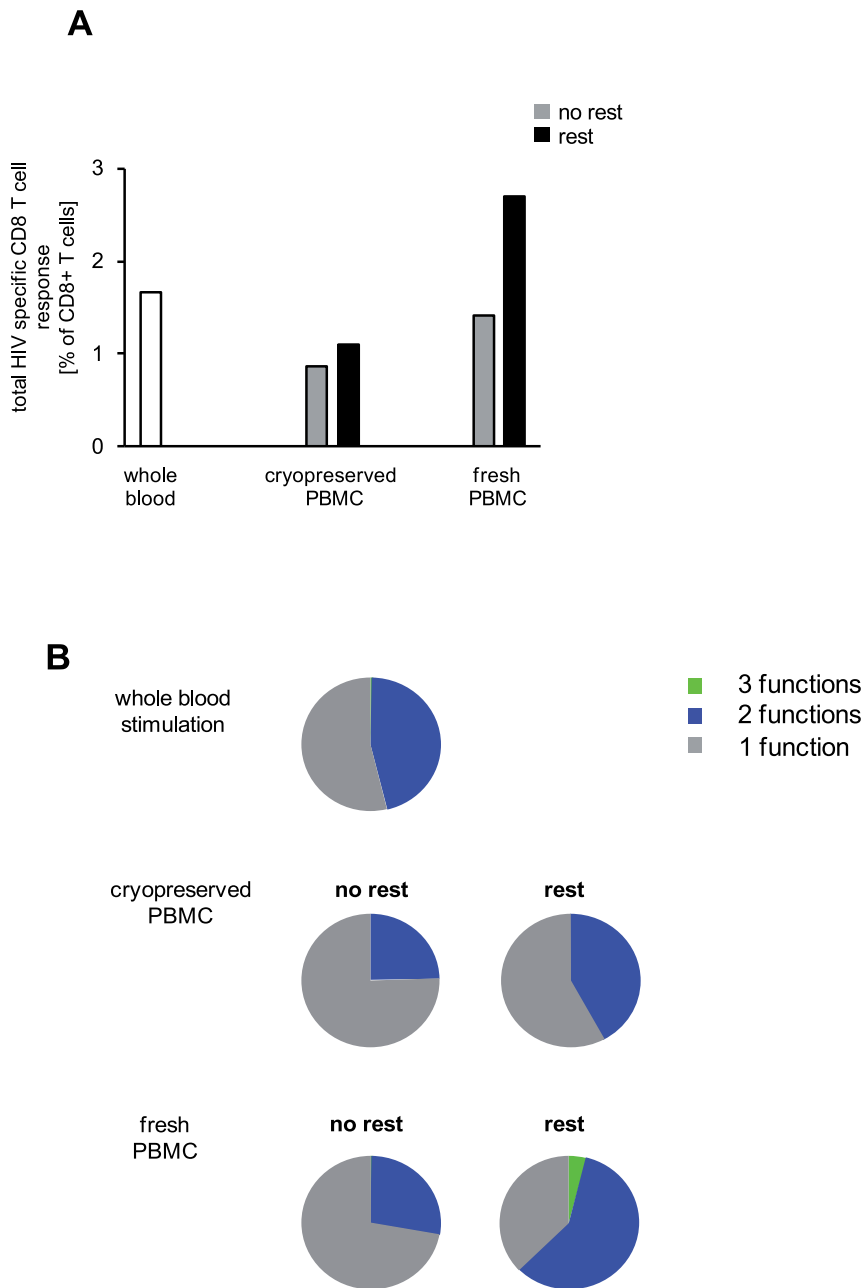 A
no rest
rest
total HIV specific CD8 T cell
response
[% of CD8+ T cells]
3
2
1
0
whole
blood
cryopreserved
PBMC
fresh
PBMC
B
whole blood
stimulation
3 functions
2 functions
1 function
cryopreserved
PBMC
no rest
rest
fresh
PBMC
no rest
rest